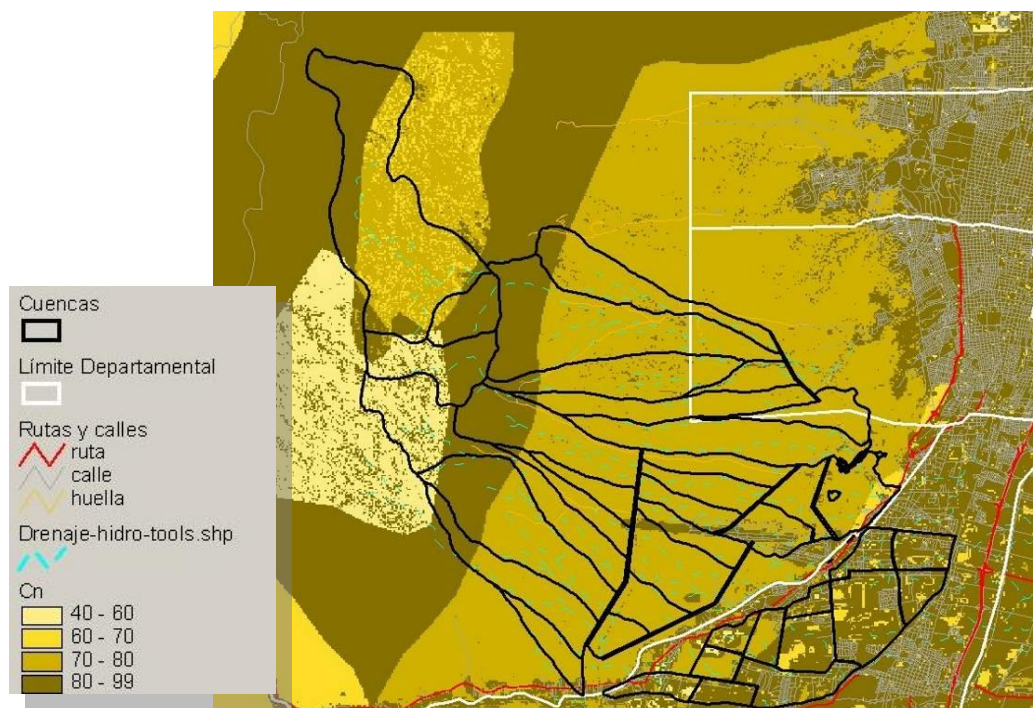 Cuencas
Límite Departamental
Rutas y calles
ruta
calle
huella
Drenaje-hidro-tools.shp
Cn
40 - 60
60 - 70
70 - 80
80 - 99